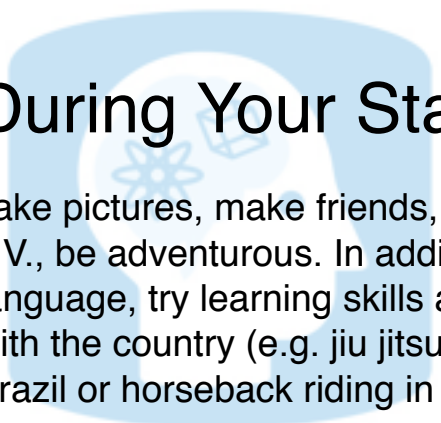 During Your Sta
ake pictures, make friends,
V., be adventurous. In addi
anguage, try learning skills a
ith the country (e.g. jiu jitsu
razil or horseback riding in